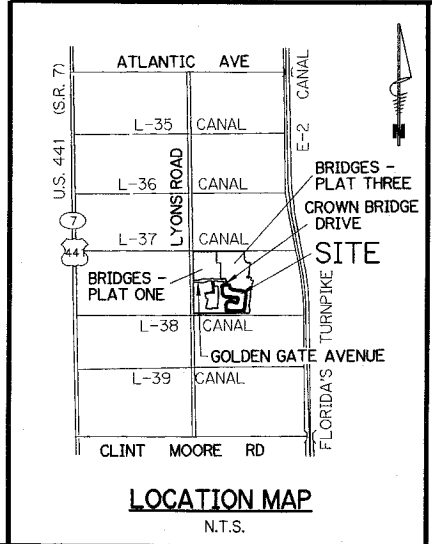 ATLANTIC AVE
U.S. 441 (S.R. 7)
E-2 CANAL
L-35 CANAL
LYONS ROAD
L-36 CANAL
BRIDGES -
PLAT THREE
CROWN BRIDGE
DRIVE
7
441
L-37 CANAL
SITE
BRIDGES -
PLAT ONE
L-38 CANAL
GOLDEN GATE AVENUE
L-39 CANAL
FLORIDA'S TURNPIKE
CLINT MOORE RD
N
LOCATION MAP
N.T.S.